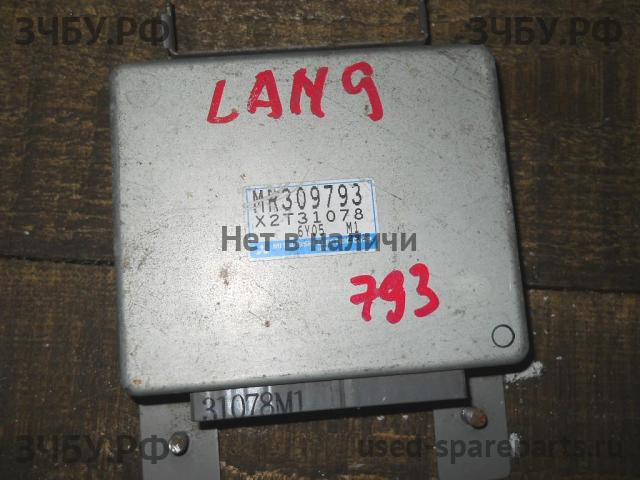 ЗЧБУ.РФ
ЗЧБУ.РФ
LAN9
MR309793
X2T31078
6Y05 M1
Нет в наличи
793
31078M1
ЗЧБУ.РФ
used-spareparts.ru